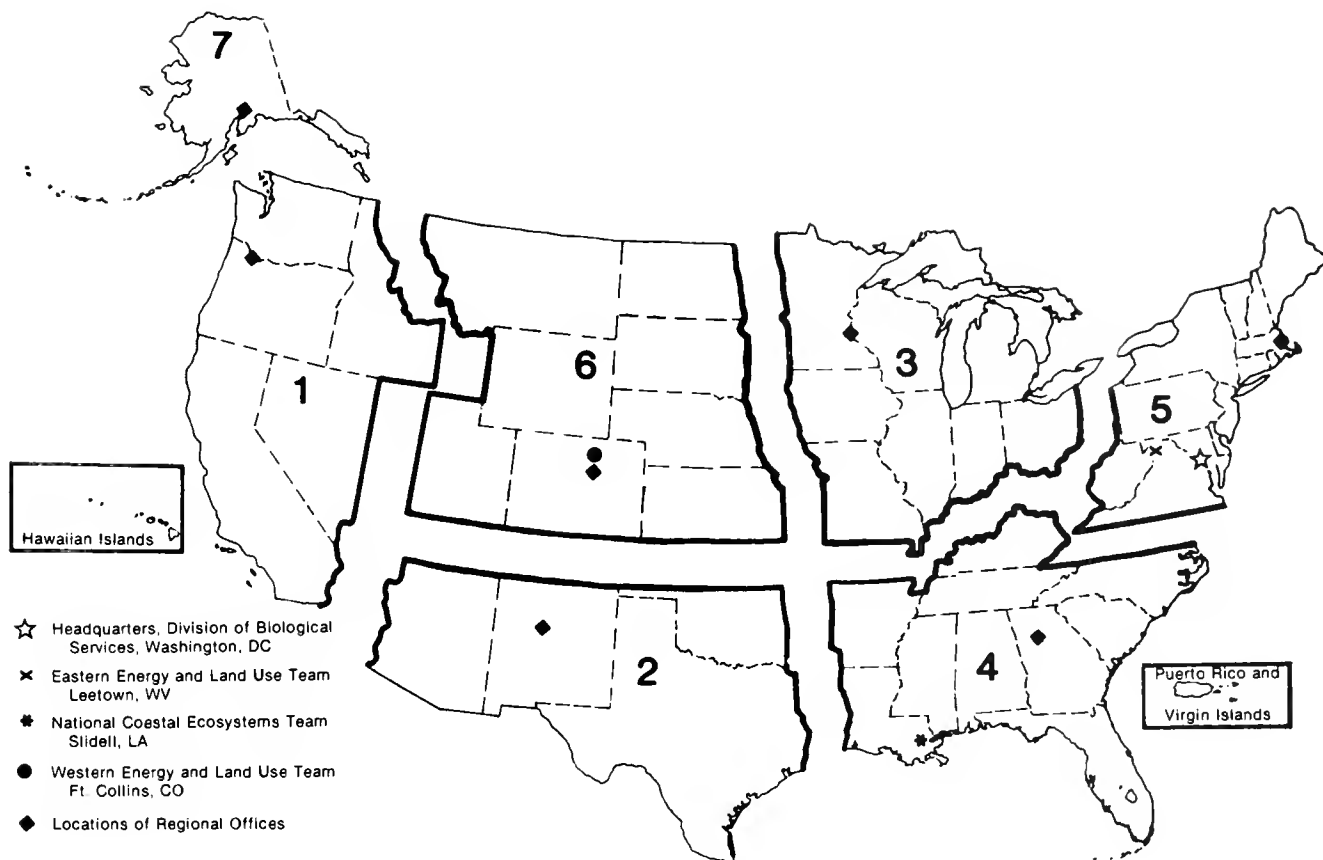 7
1
6
3
5
2
4
Hawaiian Islands
Puerto Rico and
Virgin Islands
Headquarters, Division of Biological
Services, Washington, DC
Eastern Energy and Land Use Team
Leetown, WV
National Coastal Ecosystems Team
Slidell, LA
Western Energy and Land Use Team
Ft. Collins, CO
Locations of Regional Offices